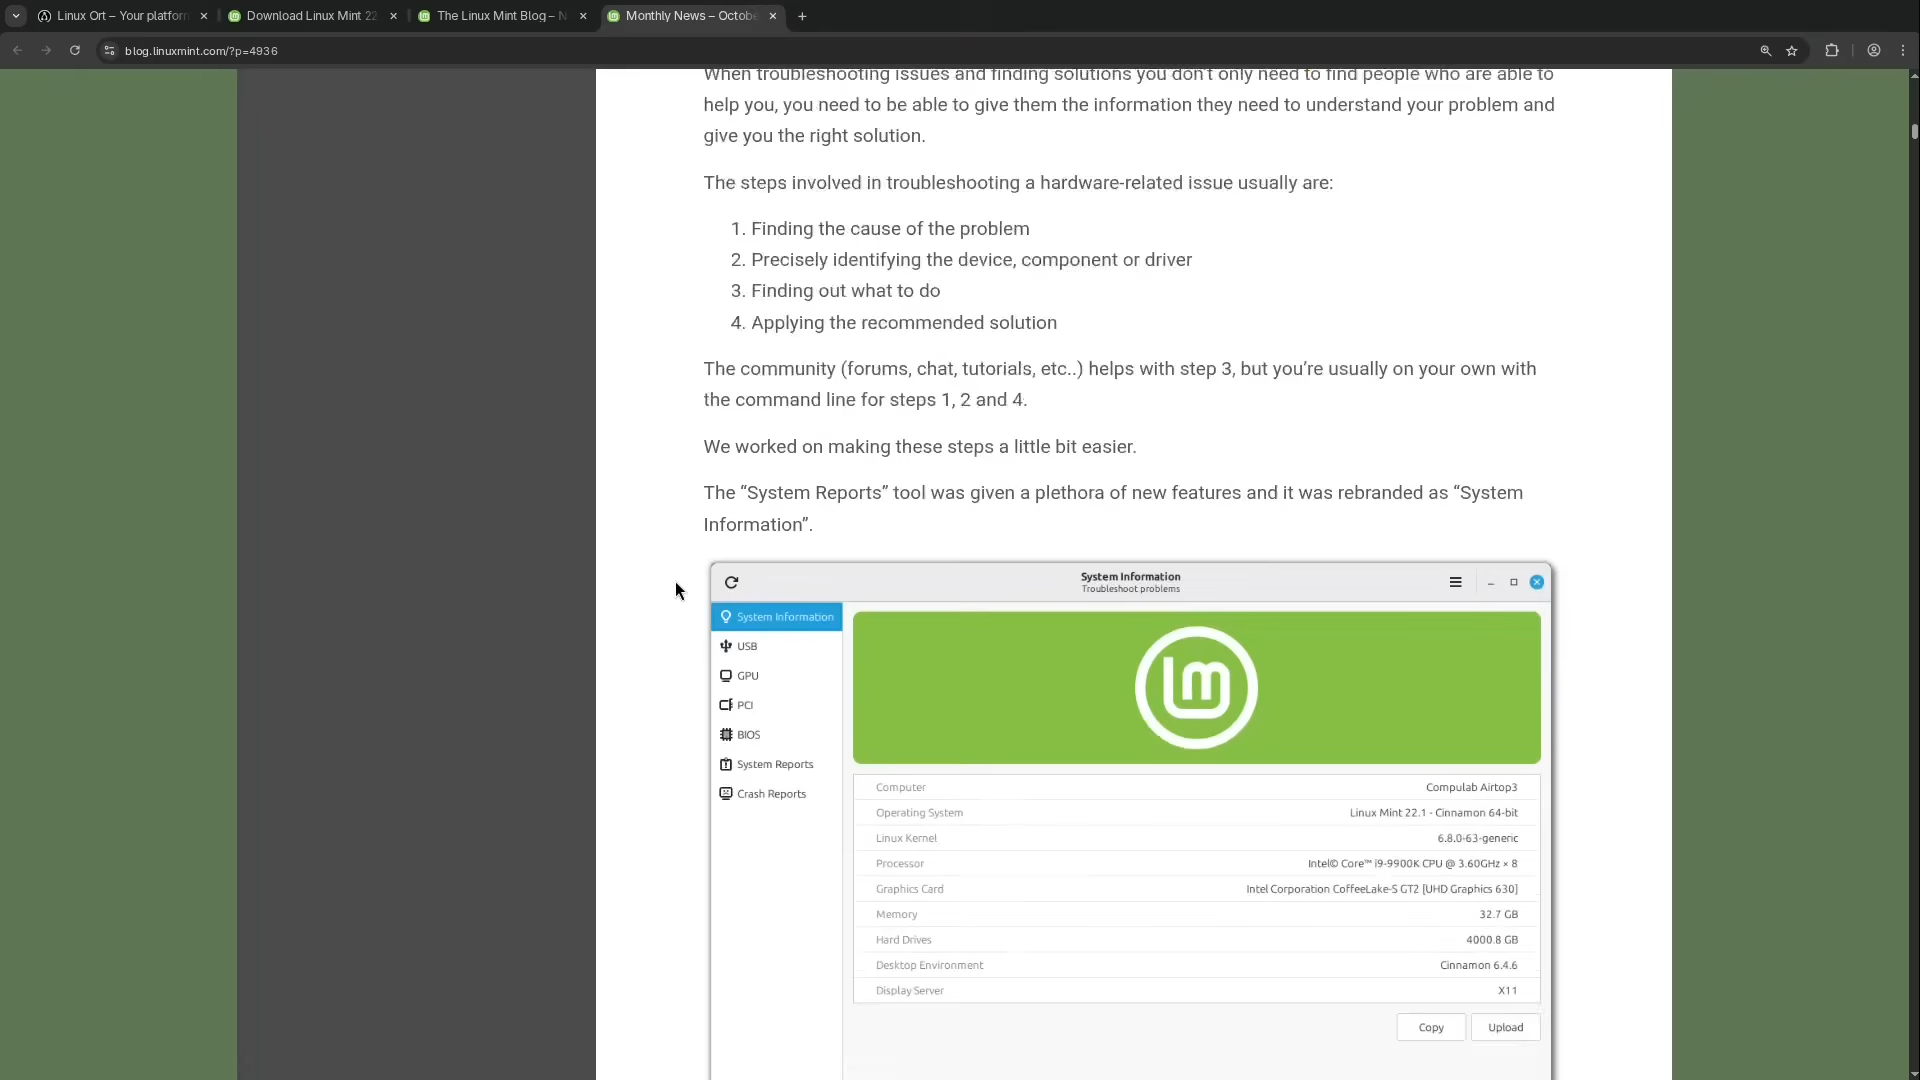 Linux Ort – Your platforn
Download Linux Mint 22
The Linux Mint Blog – N
Monthly News – Octobe
blog.linuxmint.com/?p=4936
When troubleshooting issues and finding solutions you don’t only need to find people who are able to
help you, you need to be able to give them the information they need to understand your problem and
give you the right solution.
The steps involved in troubleshooting a hardware-related issue usually are:
1. Finding the cause of the problem
2. Precisely identifying the device, component or driver
3. Finding out what to do
4. Applying the recommended solution
The community (forums, chat, tutorials, etc..) helps with step 3, but you’re usually on your own with
the command line for steps 1, 2 and 4.
We worked on making these steps a little bit easier.
The “System Reports” tool was given a plethora of new features and it was rebranded as “System
Information”.
System Information
Troubleshoot problems
System Information
USB
GPU
PCI
BIOS
System Reports
Crash Reports
lm
Computer Compulab Airtop3
Operating System Linux Mint 22.1 - Cinnamon 64-bit
Linux Kernel 6.8.0-63-generic
Processor Intel© Core™ i9-9900K CPU @ 3.60GHz × 8
Graphics Card Intel Corporation CoffeeLake-S GT2 [UHD Graphics 630]
Memory 32.7 GB
Hard Drives 4000.8 GB
Desktop Environment Cinnamon 6.4.6
Display Server X11
Copy Upload